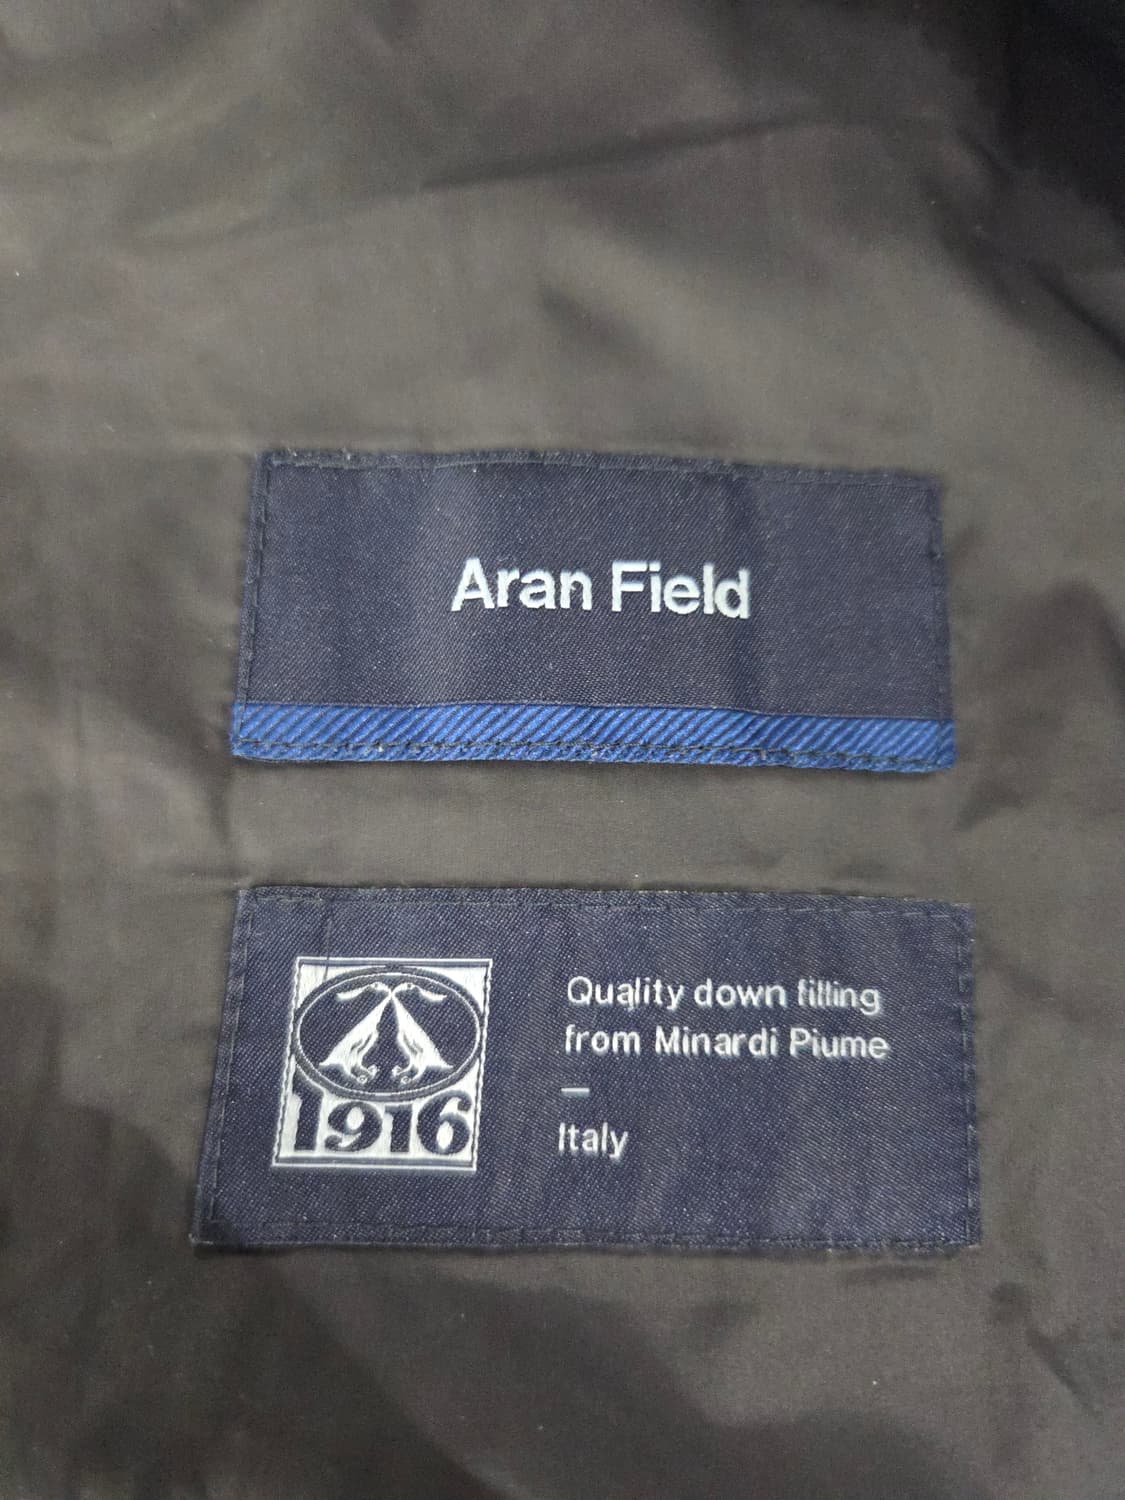 Aran Field
1916
Quality down filling
from Minardi Piume
—
Italy